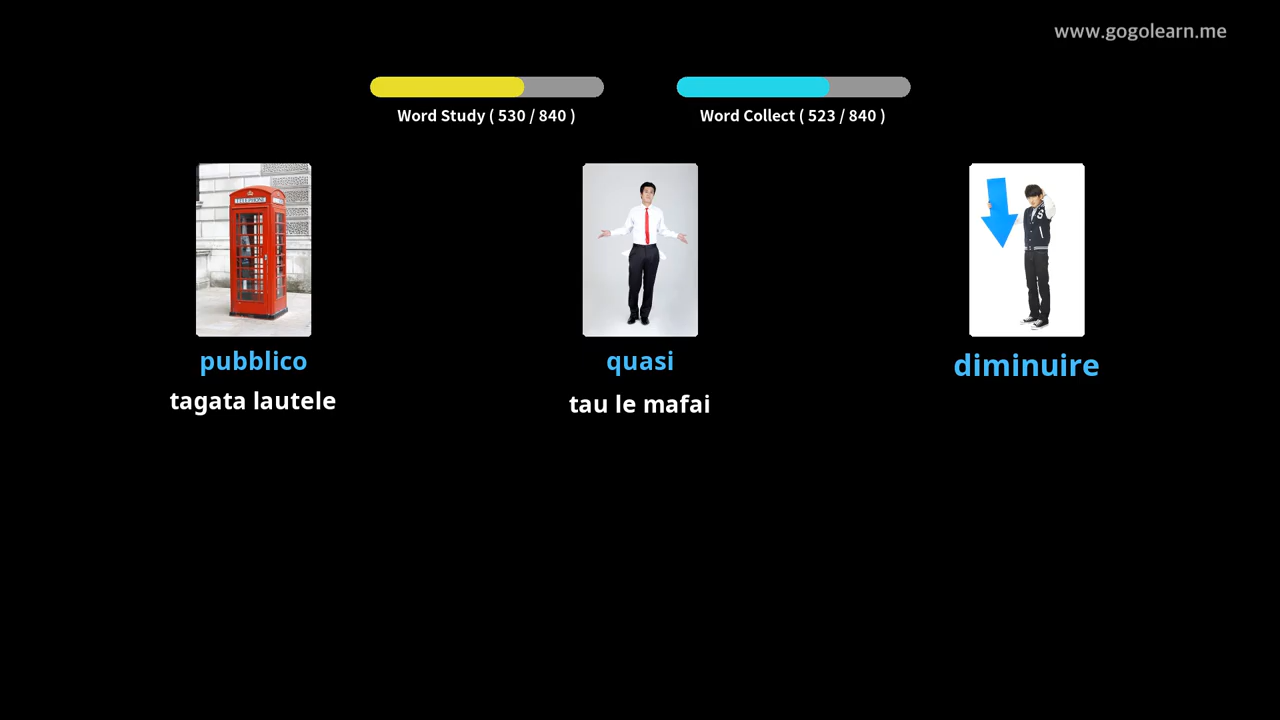 www.gogolearn.me
Word Study ( 530 / 840 )
Word Collect ( 523 / 840 )
TELEPHONE
S
pubblico
quasi
diminuire
tagata lautele
tau le mafai